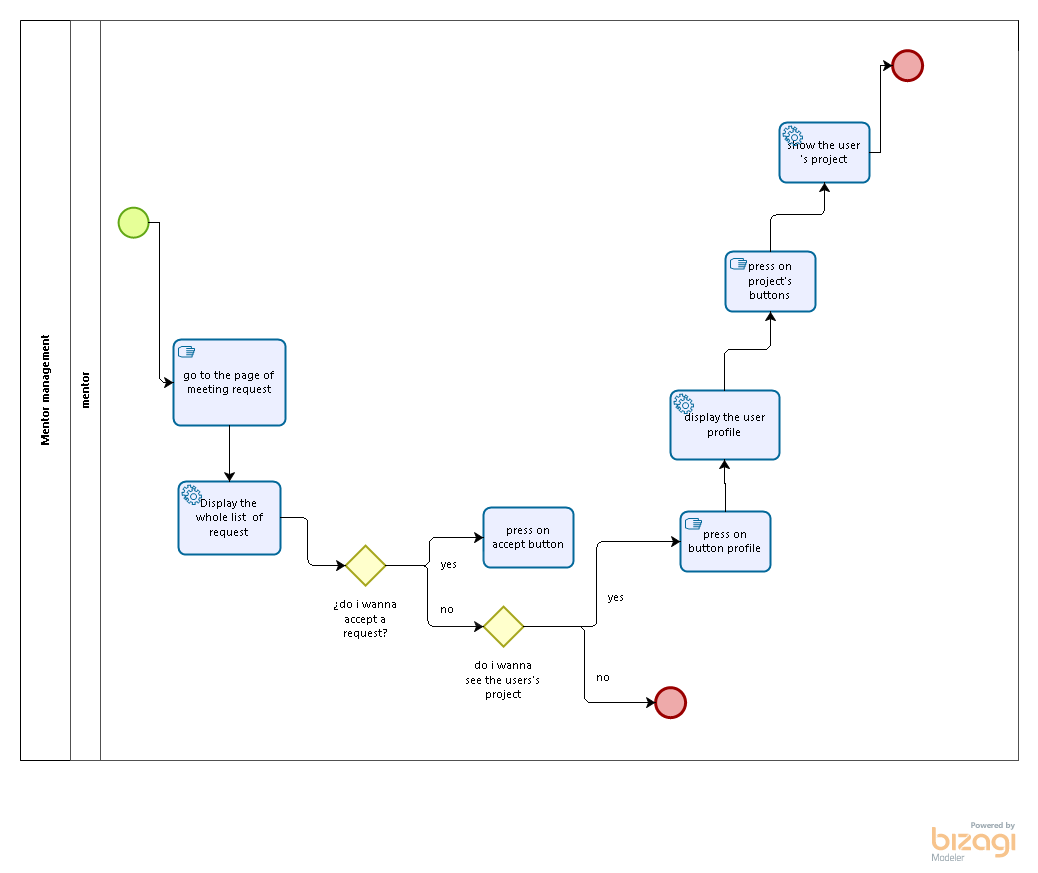 Mentor management
mentor
show the user
's project
press on
project's
buttons
go to the page of
meeting request
display the user
profile
Display the
whole list  of
request
press on
accept button
press on
button profile
yes
¿do i wanna
accept a
request?
no
yes
do i wanna
see the users's
project
no
Powered by
bizagi
Modeler